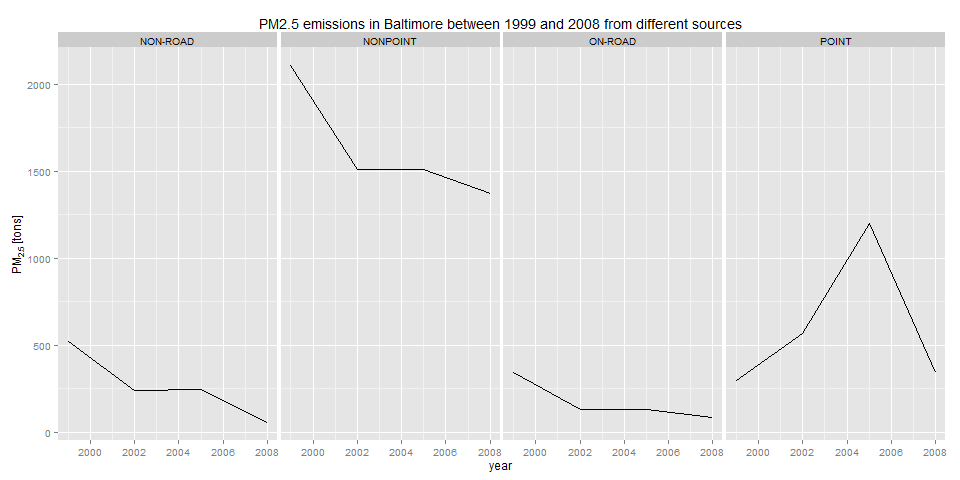 PM2.5 emissions in Baltimore between 1999 and 2008 from different sources
NON-ROAD NONPOINT ON-ROAD POINT
2000
1500
1000
500
0
PM2.5 [tons]
2000 2002 2004 2006 2008 2000 2002 2004 2006 2008 2000 2002 2004 2006 2008 2000 2002 2004 2006 2008
year